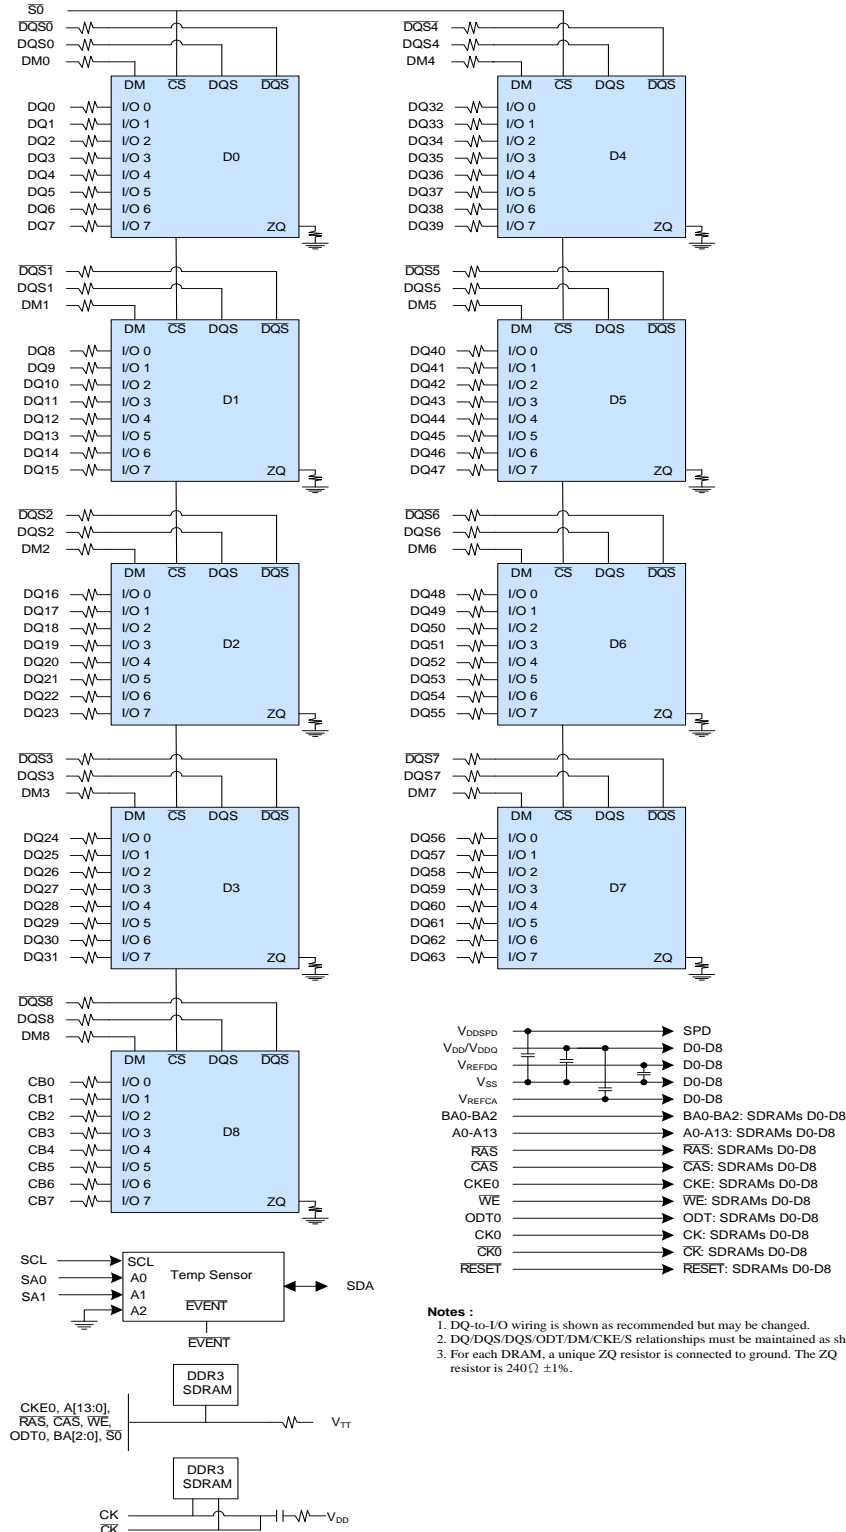 S0
DQS0
DQS0
DM0
DM CS DQS DQS
DQ0 I/O 0
DQ1 I/O 1
DQ2 I/O 2
DQ3 I/O 3
DQ4 I/O 4
DQ5 I/O 5
DQ6 I/O 6
DQ7 I/O 7
D0
ZQ
DQS1
DQS1
DM1
DM CS DQS DQS
DQ8 I/O 0
DQ9 I/O 1
DQ10 I/O 2
DQ11 I/O 3
DQ12 I/O 4
DQ13 I/O 5
DQ14 I/O 6
DQ15 I/O 7
D1
ZQ
DQS2
DQS2
DM2
DM CS DQS DQS
DQ16 I/O 0
DQ17 I/O 1
DQ18 I/O 2
DQ19 I/O 3
DQ20 I/O 4
DQ21 I/O 5
DQ22 I/O 6
DQ23 I/O 7
D2
ZQ
DQS3
DQS3
DM3
DM CS DQS DQS
DQ24 I/O 0
DQ25 I/O 1
DQ26 I/O 2
DQ27 I/O 3
DQ28 I/O 4
DQ29 I/O 5
DQ30 I/O 6
DQ31 I/O 7
D3
ZQ
DQS8
DQS8
DM8
DM CS DQS DQS
CB0 I/O 0
CB1 I/O 1
CB2 I/O 2
CB3 I/O 3
CB4 I/O 4
CB5 I/O 5
CB6 I/O 6
CB7 I/O 7
D8
ZQ
DQS4
DQS4
DM4
DM CS DQS DQS
DQ32 I/O 0
DQ33 I/O 1
DQ34 I/O 2
DQ35 I/O 3
DQ36 I/O 4
DQ37 I/O 5
DQ38 I/O 6
DQ39 I/O 7
D4
ZQ
DQS5
DQS5
DM5
DM CS DQS DQS
DQ40 I/O 0
DQ41 I/O 1
DQ42 I/O 2
DQ43 I/O 3
DQ44 I/O 4
DQ45 I/O 5
DQ46 I/O 6
DQ47 I/O 7
D5
ZQ
DQS6
DQS6
DM6
DM CS DQS DQS
DQ48 I/O 0
DQ49 I/O 1
DQ50 I/O 2
DQ51 I/O 3
DQ52 I/O 4
DQ53 I/O 5
DQ54 I/O 6
DQ55 I/O 7
D6
ZQ
DQS7
DQS7
DM7
DM CS DQS DQS
DQ56 I/O 0
DQ57 I/O 1
DQ58 I/O 2
DQ59 I/O 3
DQ60 I/O 4
DQ61 I/O 5
DQ62 I/O 6
DQ63 I/O 7
D7
ZQ
VDDSPD SPD
VDD/VDDQ D0-D8
VREFDQ D0-D8
VSS D0-D8
VREFCA D0-D8
BA0-BA2 BA0-BA2: SDRAMs D0-D8
A0-A13 A0-A13: SDRAMs D0-D8
RAS RAS: SDRAMs D0-D8
CAS CAS: SDRAMs D0-D8
CKE0 CKE: SDRAMs D0-D8
WE WE: SDRAMs D0-D8
ODT0 ODT: SDRAMs D0-D8
CK0 CK: SDRAMs D0-D8
CK0 CK: SDRAMs D0-D8
RESET RESET: SDRAMs D0-D8
SCL SCL
SA0 A0
SA1 A1
A2
Temp Sensor
EVENT
SDA
EVENT
Notes :
1. DQ-to-I/O wiring is shown as recommended but may be changed.
2. DQ/DQS/DQS/ODT/DM/CKE/S relationships must be maintained as sh
3. For each DRAM, a unique ZQ resistor is connected to ground. The ZQ
resistor is 240Ω ±1%.
DDR3
SDRAM
CKE0, A[13:0],
RAS, CAS, WE,
ODT0, BA[2:0], S0
VTT
DDR3
SDRAM
CK
CK
VDD